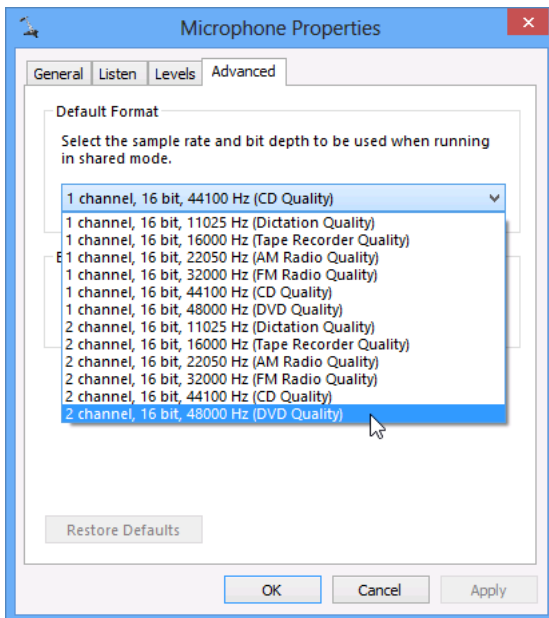 Microphone Properties
General Listen Levels Advanced
Default Format
Select the sample rate and bit depth to be used when running
in shared mode.
1 channel, 16 bit, 44100 Hz (CD Quality)
1 channel, 16 bit, 11025 Hz (Dictation Quality)
1 channel, 16 bit, 16000 Hz (Tape Recorder Quality)
E
1 channel, 16 bit, 22050 Hz (AM Radio Quality)
1 channel, 16 bit, 32000 Hz (FM Radio Quality)
1 channel, 16 bit, 44100 Hz (CD Quality)
1 channel, 16 bit, 48000 Hz (DVD Quality)
2 channel, 16 bit, 11025 Hz (Dictation Quality)
2 channel, 16 bit, 16000 Hz (Tape Recorder Quality)
2 channel, 16 bit, 22050 Hz (AM Radio Quality)
2 channel, 16 bit, 32000 Hz (FM Radio Quality)
2 channel, 16 bit, 44100 Hz (CD Quality)
2 channel, 16 bit, 48000 Hz (DVD Quality)
Restore Defaults
OK Cancel Apply